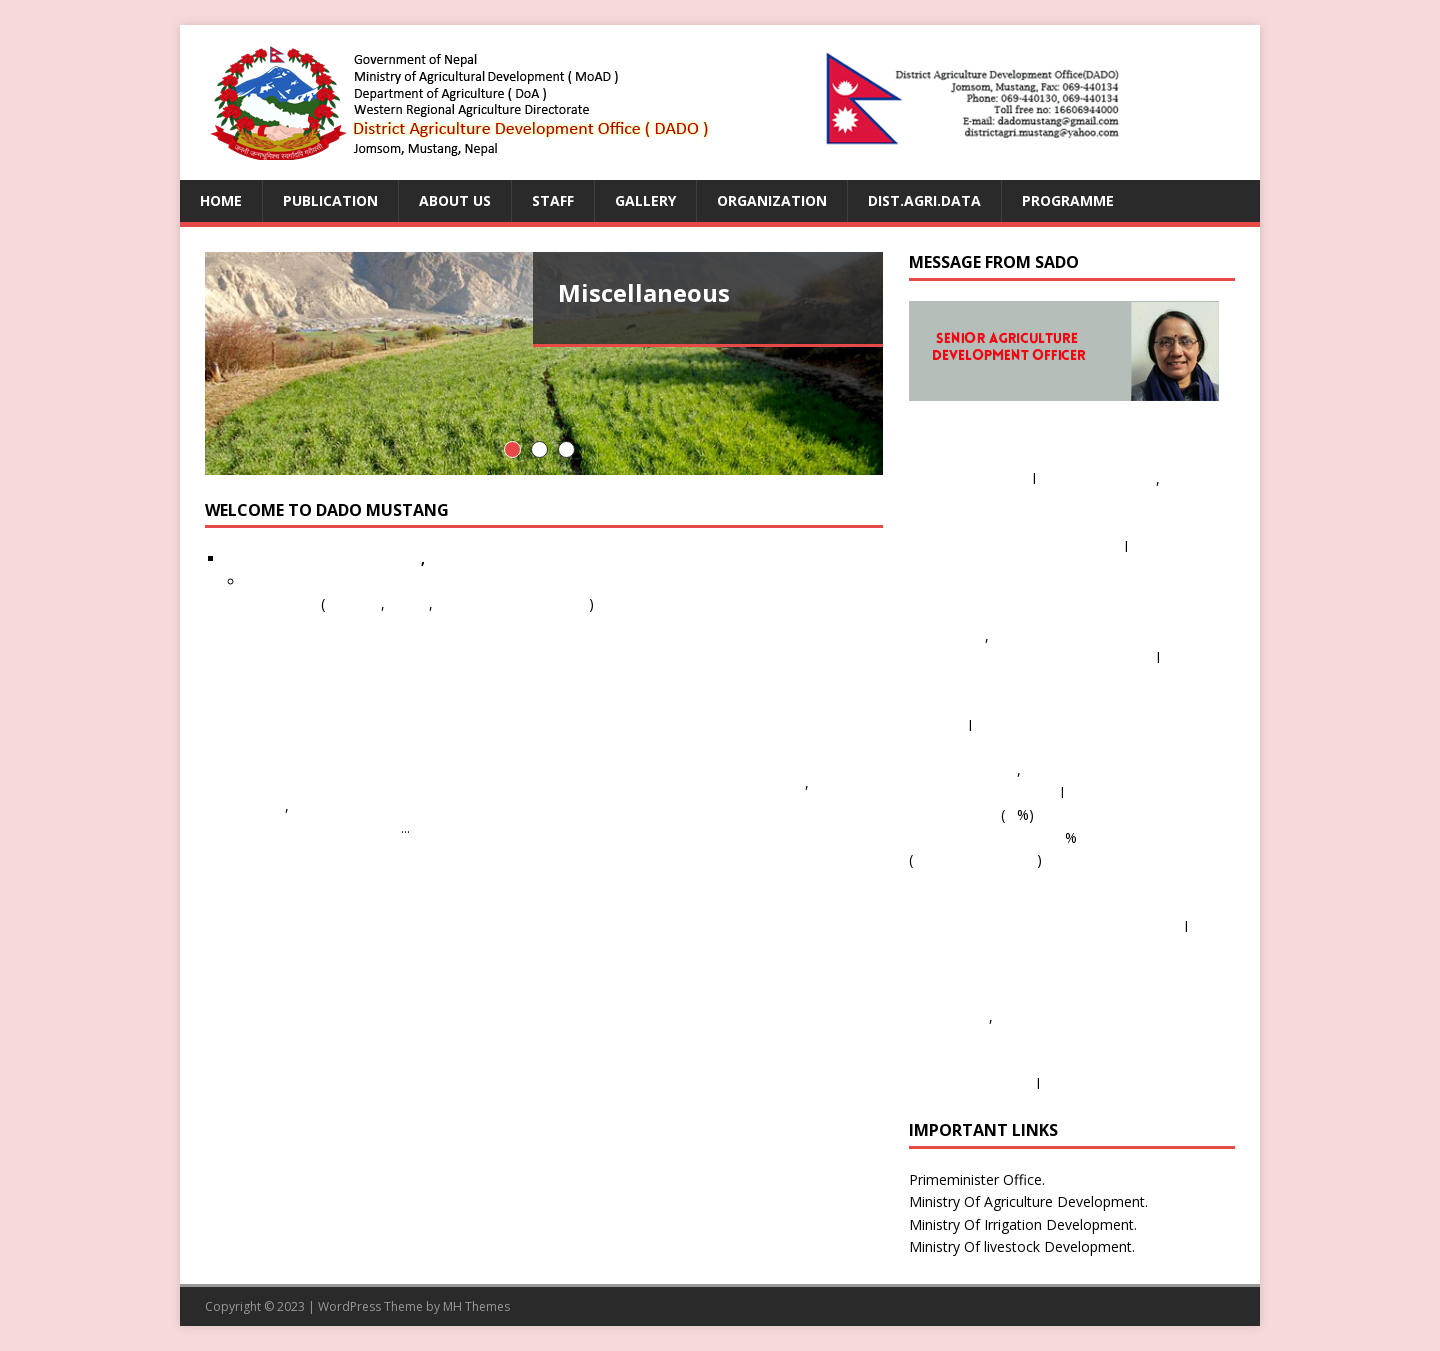 Government of Nepal
Ministry of Agricultural Development ( MoAD )
Department of Agriculture ( DoA )
Western Regional Agriculture Directorate
District Agriculture Development Office ( DADO )
Jomsom, Mustang, Nepal
District Agriculture Development Office(DADO)
Jomsom, Mustang, Fax: 069-440134
Phone: 069-440130, 069-440134
Toll free no: 16606944000
E-mail: dadomustang@gmail.com
districtagri.mustang@yahoo.com
HOME PUBLICATION ABOUT US STAFF GALLERY ORGANIZATION DIST.AGRI.DATA PROGRAMME
Miscellaneous
WELCOME TO DADO MUSTANG
,
( , , )
,
,
...
MESSAGE FROM SADO
SENIOR AGRICULTURE
DEVELOPMENT OFFICER
l ,
l
,
l
l
,
l
( %)
%
( )
l
,
l
IMPORTANT LINKS
Primeminister Office.
Ministry Of Agriculture Development.
Ministry Of Irrigation Development.
Ministry Of livestock Development.
Copyright © 2023 | WordPress Theme by MH Themes